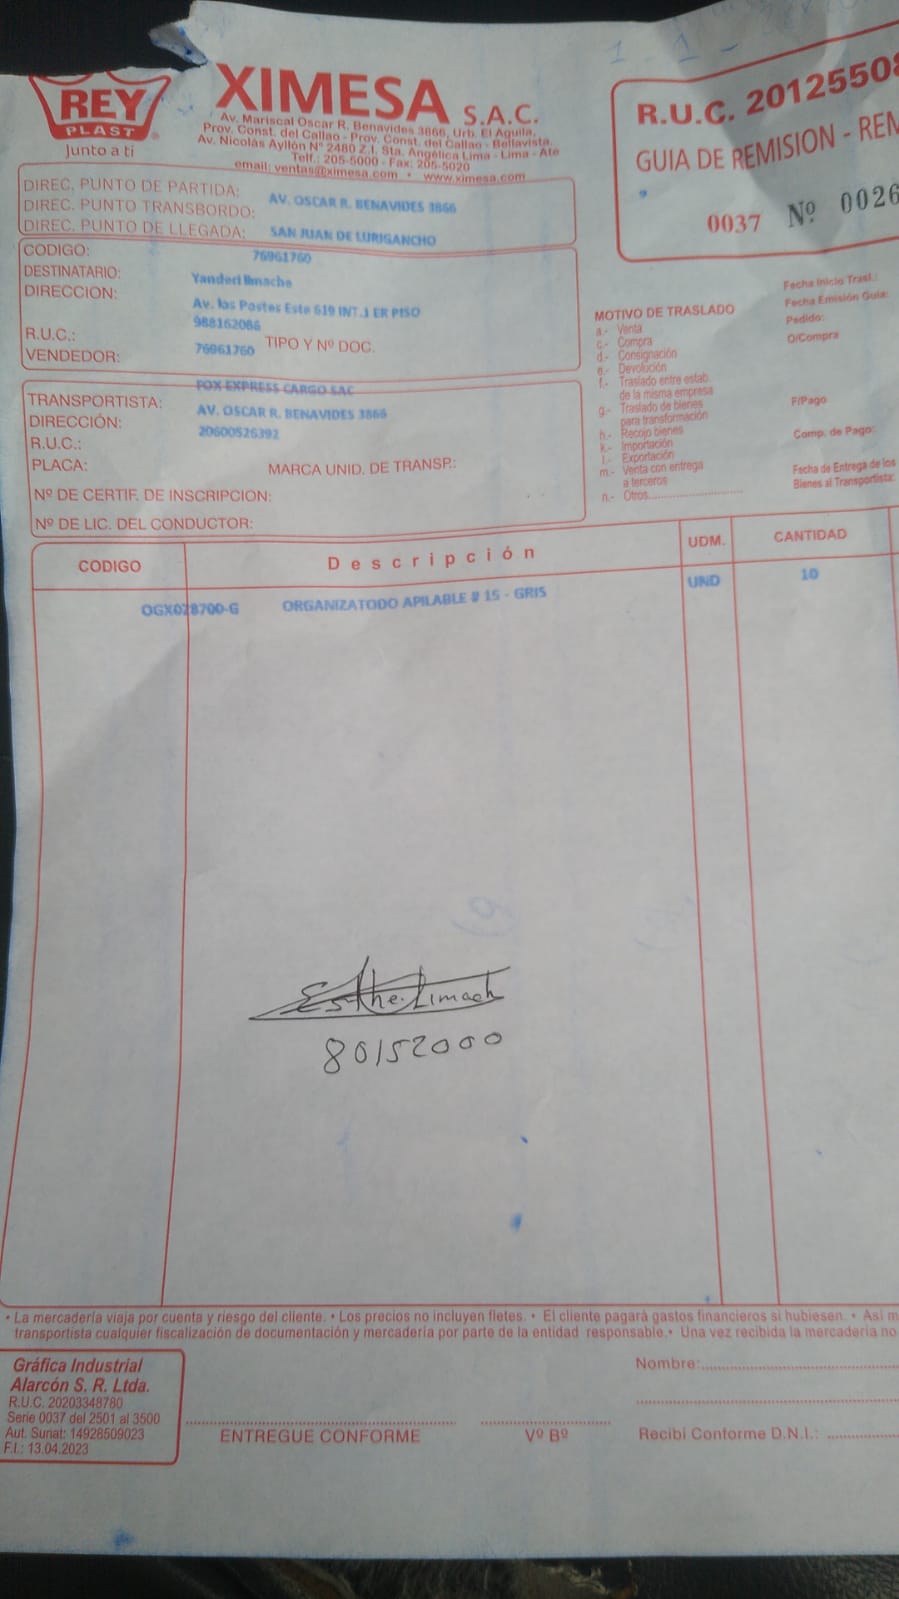 REY
PLAST
Junto a ti
XIMESA S.A.C.
Av. Mariscal Oscar R. Benavides 3866, Urb. El Aguila,
Prov. Const. del Callao - Prov. Const. del Callao - Bellavista.
Av. Nicolás Ayllón Nº 2480 Z.I. Sta. Angélica Lima - Lima - Ate
Telf.: 205-5000 - Fax: 205-5020
email: ventas@ximesa.com • www.ximesa.com
R.U.C. 20125508
GUIA DE REMISION - REM
0037 Nº 0026
DIREC. PUNTO DE PARTIDA: AV. OSCAR R. BENAVIDES 3866
DIREC. PUNTO TRANSBORDO:
DIREC. PUNTO DE LLEGADA: SAN JUAN DE LURIGANCHO
CODIGO: 76961760
DESTINATARIO: Yanderi limache
DIRECCION: Av. las Postes Este 619 INT.1 ER PISO
988162086
R.U.C.: 76961760 TIPO Y Nº DOC.
VENDEDOR:
FOX EXPRESS CARGO SAC
TRANSPORTISTA:
DIRECCIÓN: AV. OSCAR R. BENAVIDES 3866
R.U.C.: 20600526392
PLACA: MARCA UNID. DE TRANSP.:
Nº DE CERTIF. DE INSCRIPCION:
Nº DE LIC. DEL CONDUCTOR:
MOTIVO DE TRASLADO
a.- Venta
c.- Compra
d.- Consignación
e.- Devolución
f.- Traslado entre estab.
de la misma empresa
g.- Traslado de bienes
para transformación
h.- Recojo bienes
k.- Importación
l.- Exportación
m.- Venta con entrega
a terceros
n.- Otros
Fecha Inicio Trasl.:
Fecha Emisión Guia:
Pedido:
O/Compra
F/Pago
Comp. de Pago:
Fecha de Entrega de los
Bienes al Transportista:
CODIGO Descripción UDM. CANTIDAD
OGX028700-G ORGANIZATODO APILABLE # 15 - GRIS UND 10
Esther Limach
80152000
• La mercadería viaja por cuenta y riesgo del cliente. • Los precios no incluyen fletes. • El cliente pagará gastos financieros si hubiesen. • Asi m
transportista cualquier fiscalización de documentación y mercadería por parte de la entidad responsable. • Una vez recibida la mercadería no
Gráfica Industrial
Alarcón S. R. Ltda.
R.U.C. 20203348780
Serie 0037 del 2501 al 3500
Aut. Sunat: 14928509023
F.I.: 13.04.2023
ENTREGUE CONFORME
Vº Bº
Nombre:
Recibí Conforme D.N.I.: